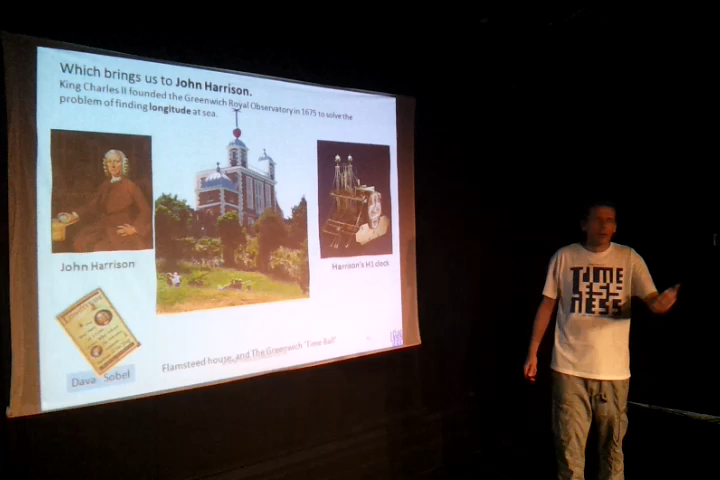 Which brings us to John Harrison.
King Charles II founded the Greenwich Royal Observatory in 1675 to solve the
problem of finding longitude at sea.
John Harrison
Harrison's H1 clock
Flamsteed house, and The Greenwich 'Time Ball'
Dava Sobel
TIME
LESS
NESS